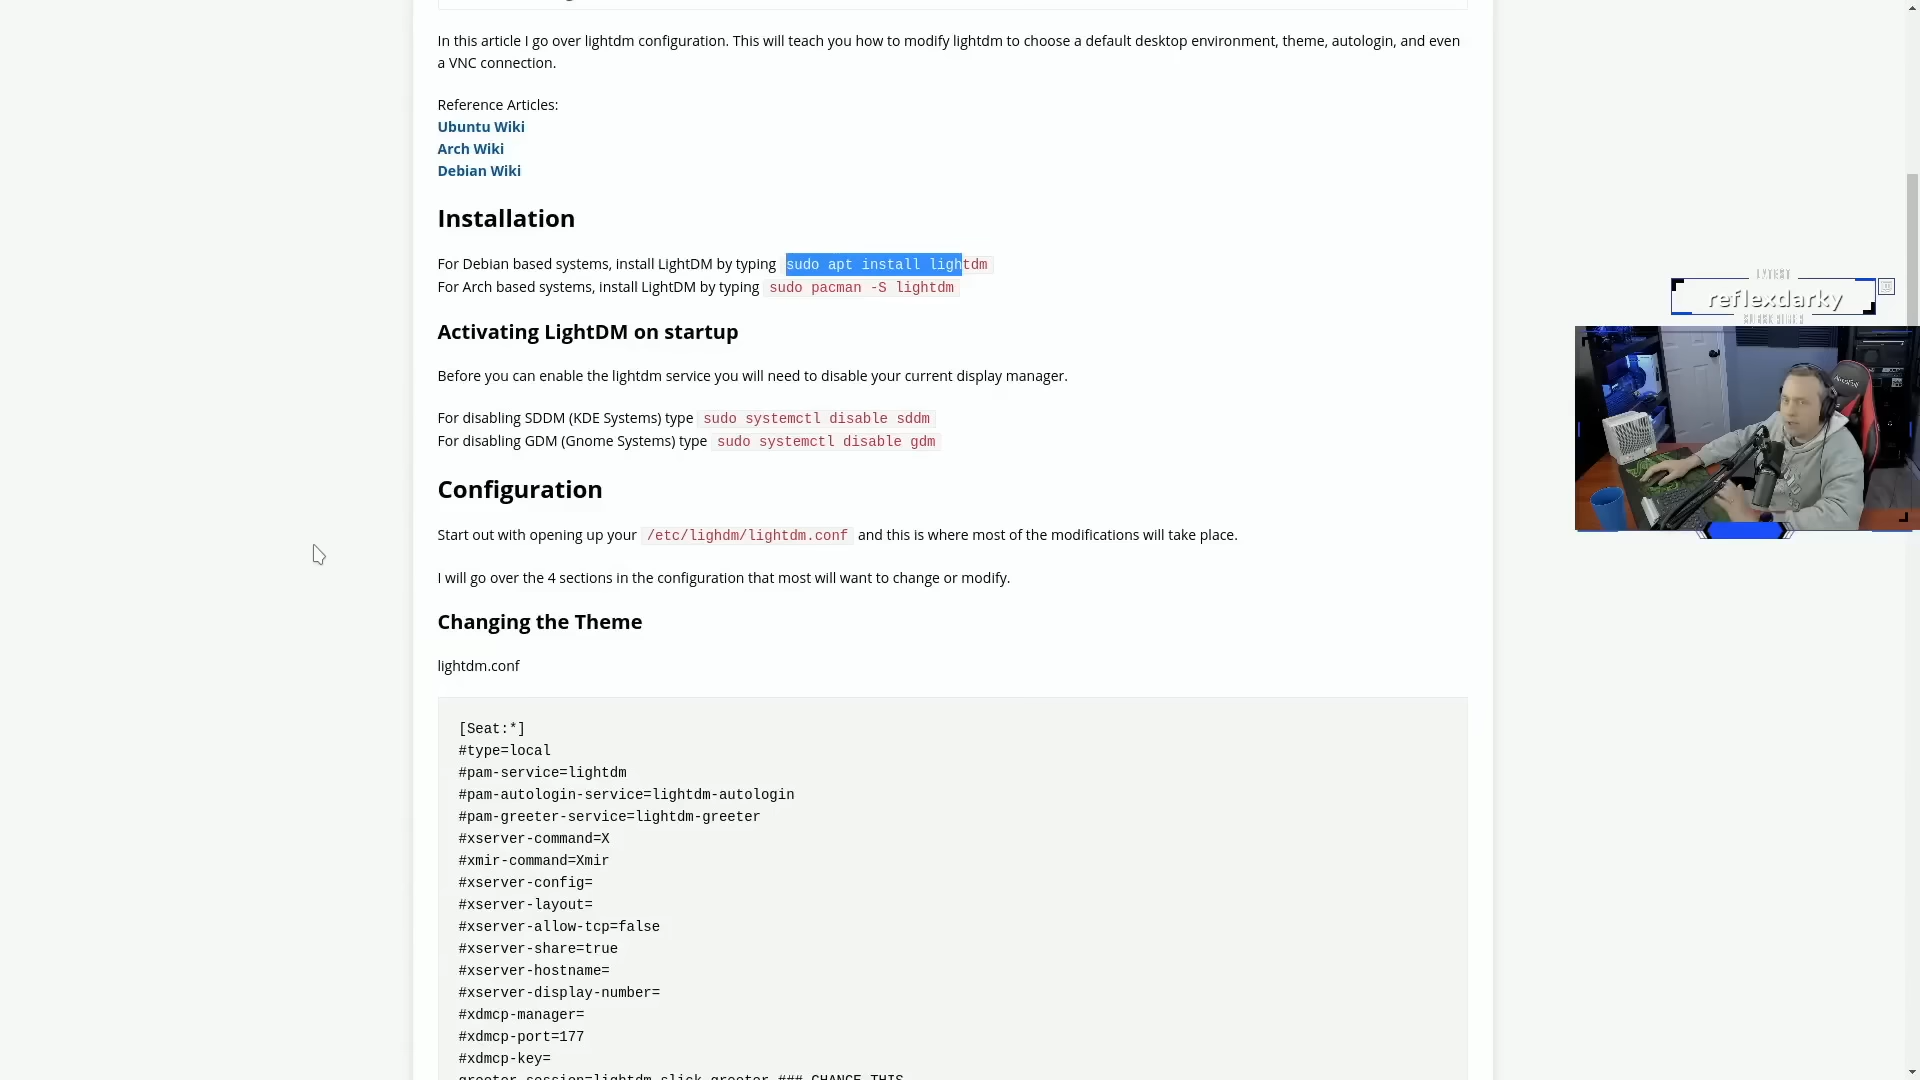 In this article I go over lightdm configuration. This will teach you how to modify lightdm to choose a default desktop environment, theme, autologin, and even
a VNC connection.
Reference Articles:
Ubuntu Wiki
Arch Wiki
Debian Wiki
Installation
For Debian based systems, install LightDM by typing sudo apt install lightdm
For Arch based systems, install LightDM by typing sudo pacman -S lightdm
Activating LightDM on startup
Before you can enable the lightdm service you will need to disable your current display manager.
For disabling SDDM (KDE Systems) type sudo systemctl disable sddm
For disabling GDM (Gnome Systems) type sudo systemctl disable gdm
Configuration
Start out with opening up your /etc/lighdm/lightdm.conf and this is where most of the modifications will take place.
I will go over the 4 sections in the configuration that most will want to change or modify.
Changing the Theme
lightdm.conf
[Seat:*]
#type=local
#pam-service=lightdm
#pam-autologin-service=lightdm-autologin
#pam-greeter-service=lightdm-greeter
#xserver-command=X
#xmir-command=Xmir
#xserver-config=
#xserver-layout=
#xserver-allow-tcp=false
#xserver-share=true
#xserver-hostname=
#xserver-display-number=
#xdmcp-manager=
#xdmcp-port=177
#xdmcp-key=
greeter-session=lightdm-slick-greeter ### CHANGE THIS
LATEST
reflexdarky